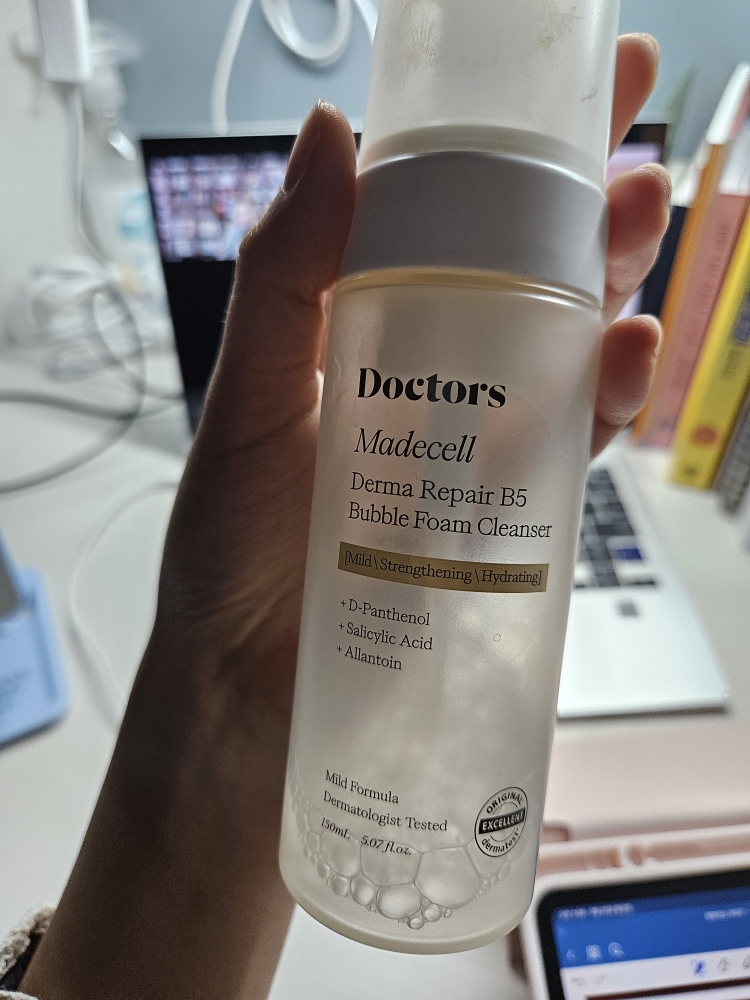 Doctors
Madecell
Derma Repair B5
Bubble Foam Cleanser
[Mild\Strengthening\Hydrating]
+D-Panthenol
+Salicylic Acid
+Allantoin
Mild Formula
Dermatologist Tested
150mL 5.07 fl.oz.
ORIGINAL
EXCELLENT
dermatest